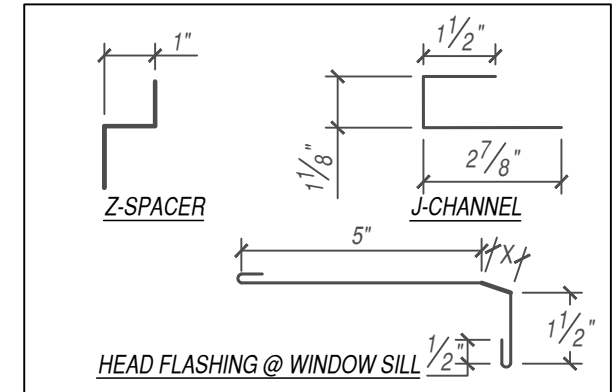 1"
1 1/2"
1 1/8"
2 7/8"
Z-SPACER
J-CHANNEL
5"
X
1 1/2"
1/2"
HEAD FLASHING @ WINDOW SILL